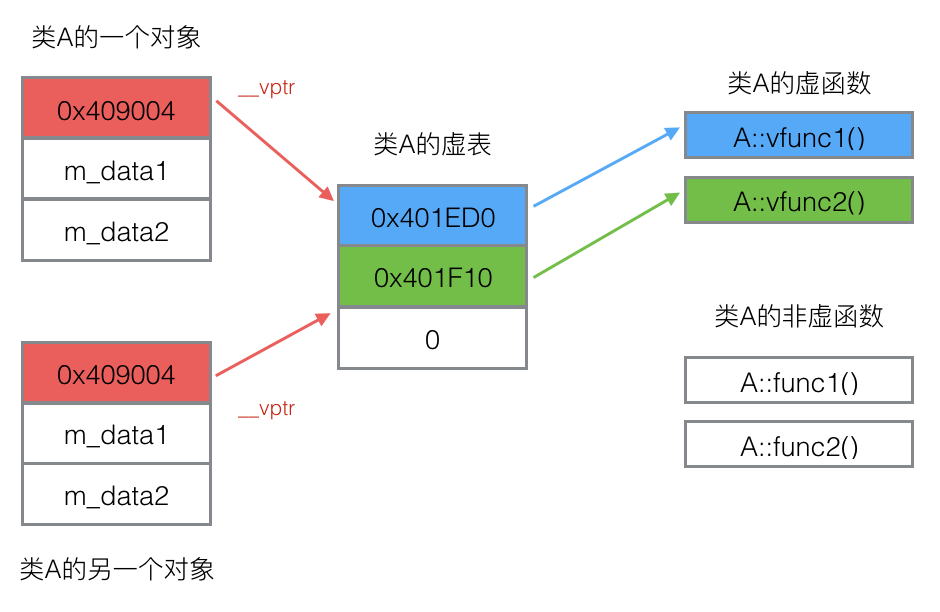 类A的一个对象
0x409004
m_data1
m_data2
__vptr
0x409004
m_data1
m_data2
__vptr
类A的另一个对象
类A的虚表
0x401ED0
0x401F10
0
类A的虚函数
A::vfunc1()
A::vfunc2()
类A的非虚函数
A::func1()
A::func2()